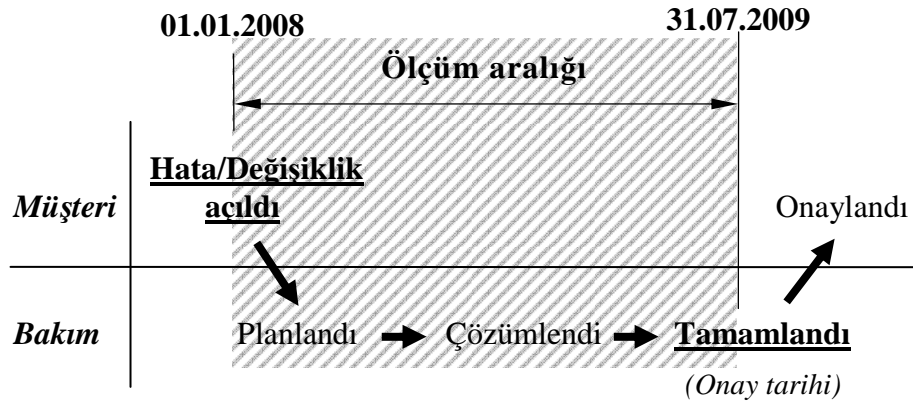 01.01.2008 31.07.2009
Ölçüm aralığı
Hata/Değişiklik
açıldı
Müşteri Onaylandı
Bakım Planlandı Çözümlendi Tamamlandı
(Onay tarihi)